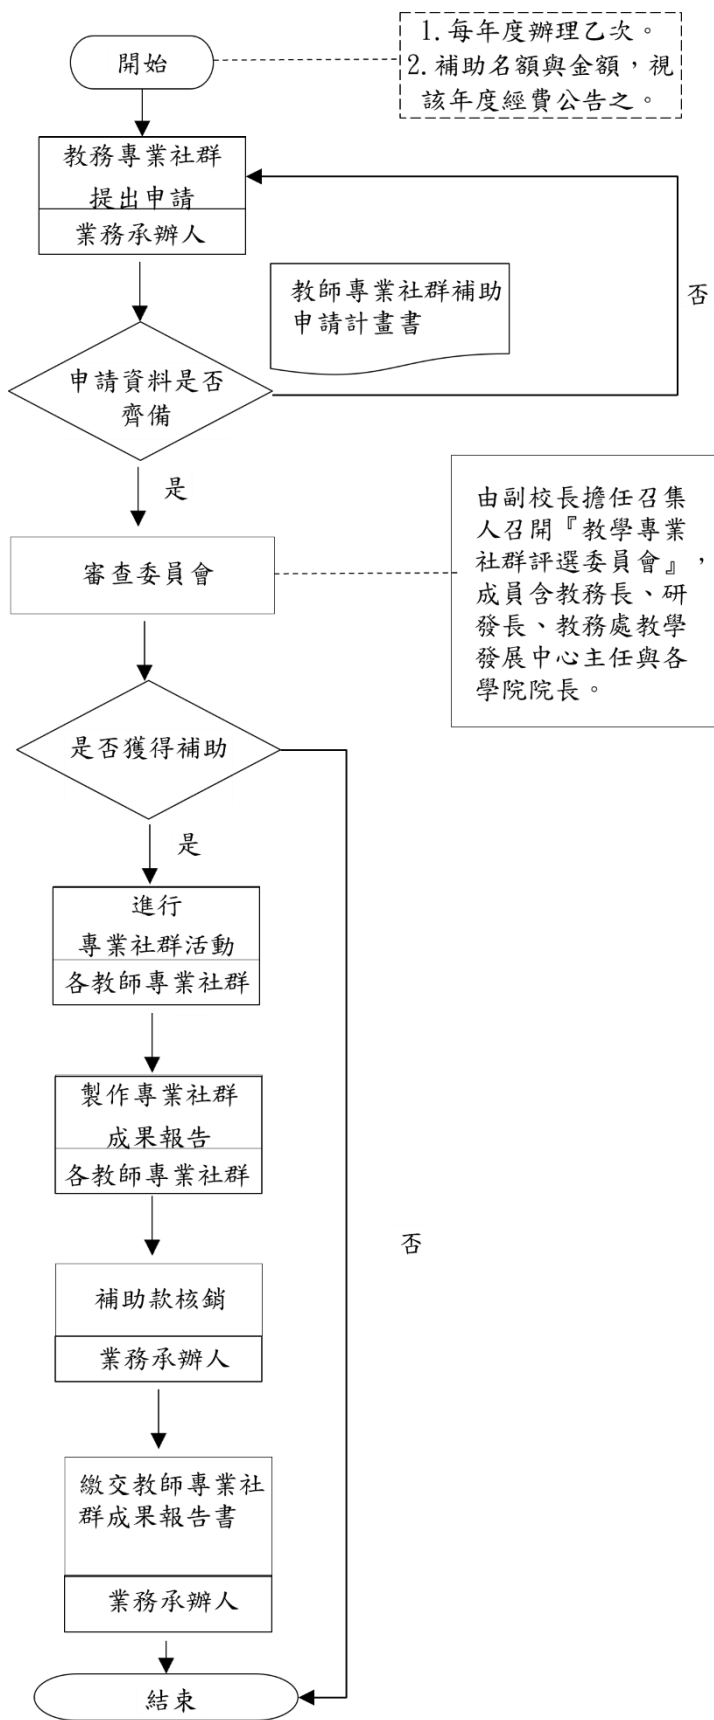 開始
1.每年度辦理乙次。
2.補助名額與金額，視
該年度經費公告之。
教務專業社群
提出申請
業務承辦人
教師專業社群補助
申請計畫書
否
申請資料是否
齊備
是
審查委員會
由副校長擔任召集
人召開『教學專業
社群評選委員會』，
成員含教務長、研
發長、教務處教學
發展中心主任與各
學院院長。
是否獲得補助
是
進行
專業社群活動
各教師專業社群
製作專業社群
成果報告
各教師專業社群
否
補助款核銷
業務承辦人
繳交教師專業社
群成果報告書
業務承辦人
結束